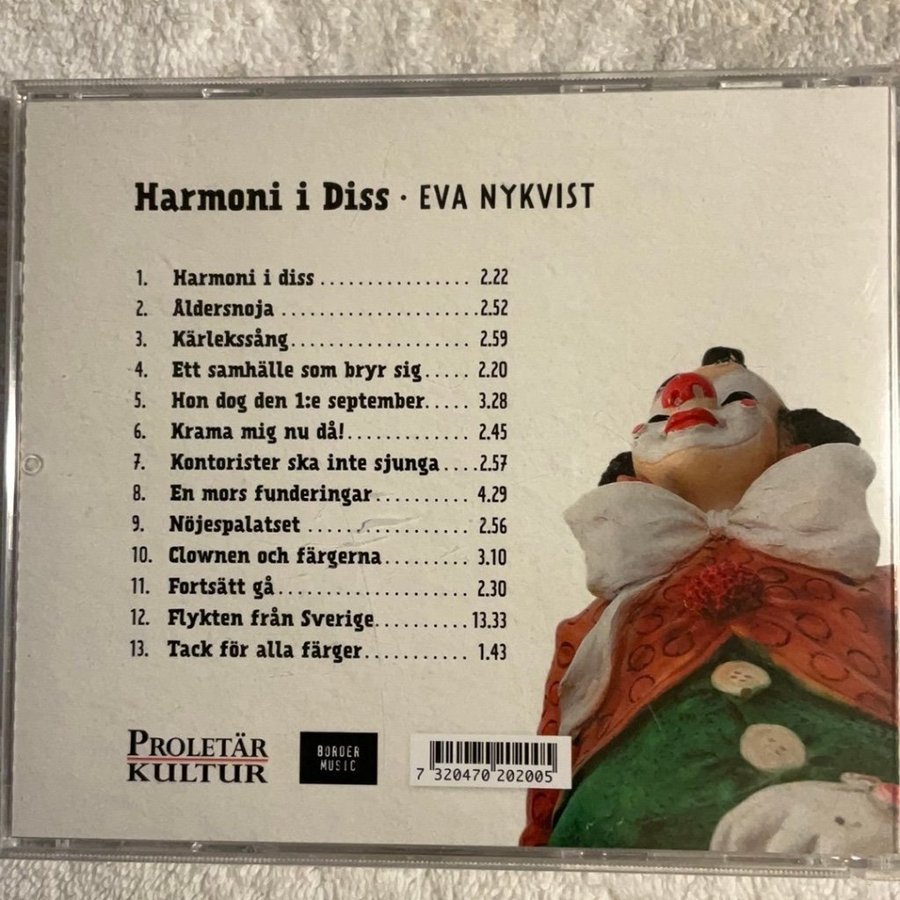 Harmoni i Diss · EVA NYKVIST
1. Harmoni i diss ................ 2.22
2. Åldersnoja ..................... 2.52
3. Kärlekssång .................... 2.59
4. Ett samhälle som bryr sig ..... 2.20
5. Hon dog den 1:e september ..... 3.28
6. Krama mig nu då! ............. 2.45
7. Kontorister ska inte sjunga .... 2.57
8. En mors funderingar ............ 4.29
9. Nöjespalatset .................. 2.56
10. Clownen och färgerna .......... 3.10
11. Fortsätt gå .................... 2.30
12. Flykten från Sverige .......... 13.33
13. Tack för alla färger ........... 1.43
PROLETÄR
KULTUR
BORDER
MUSIC
7 320470 202005